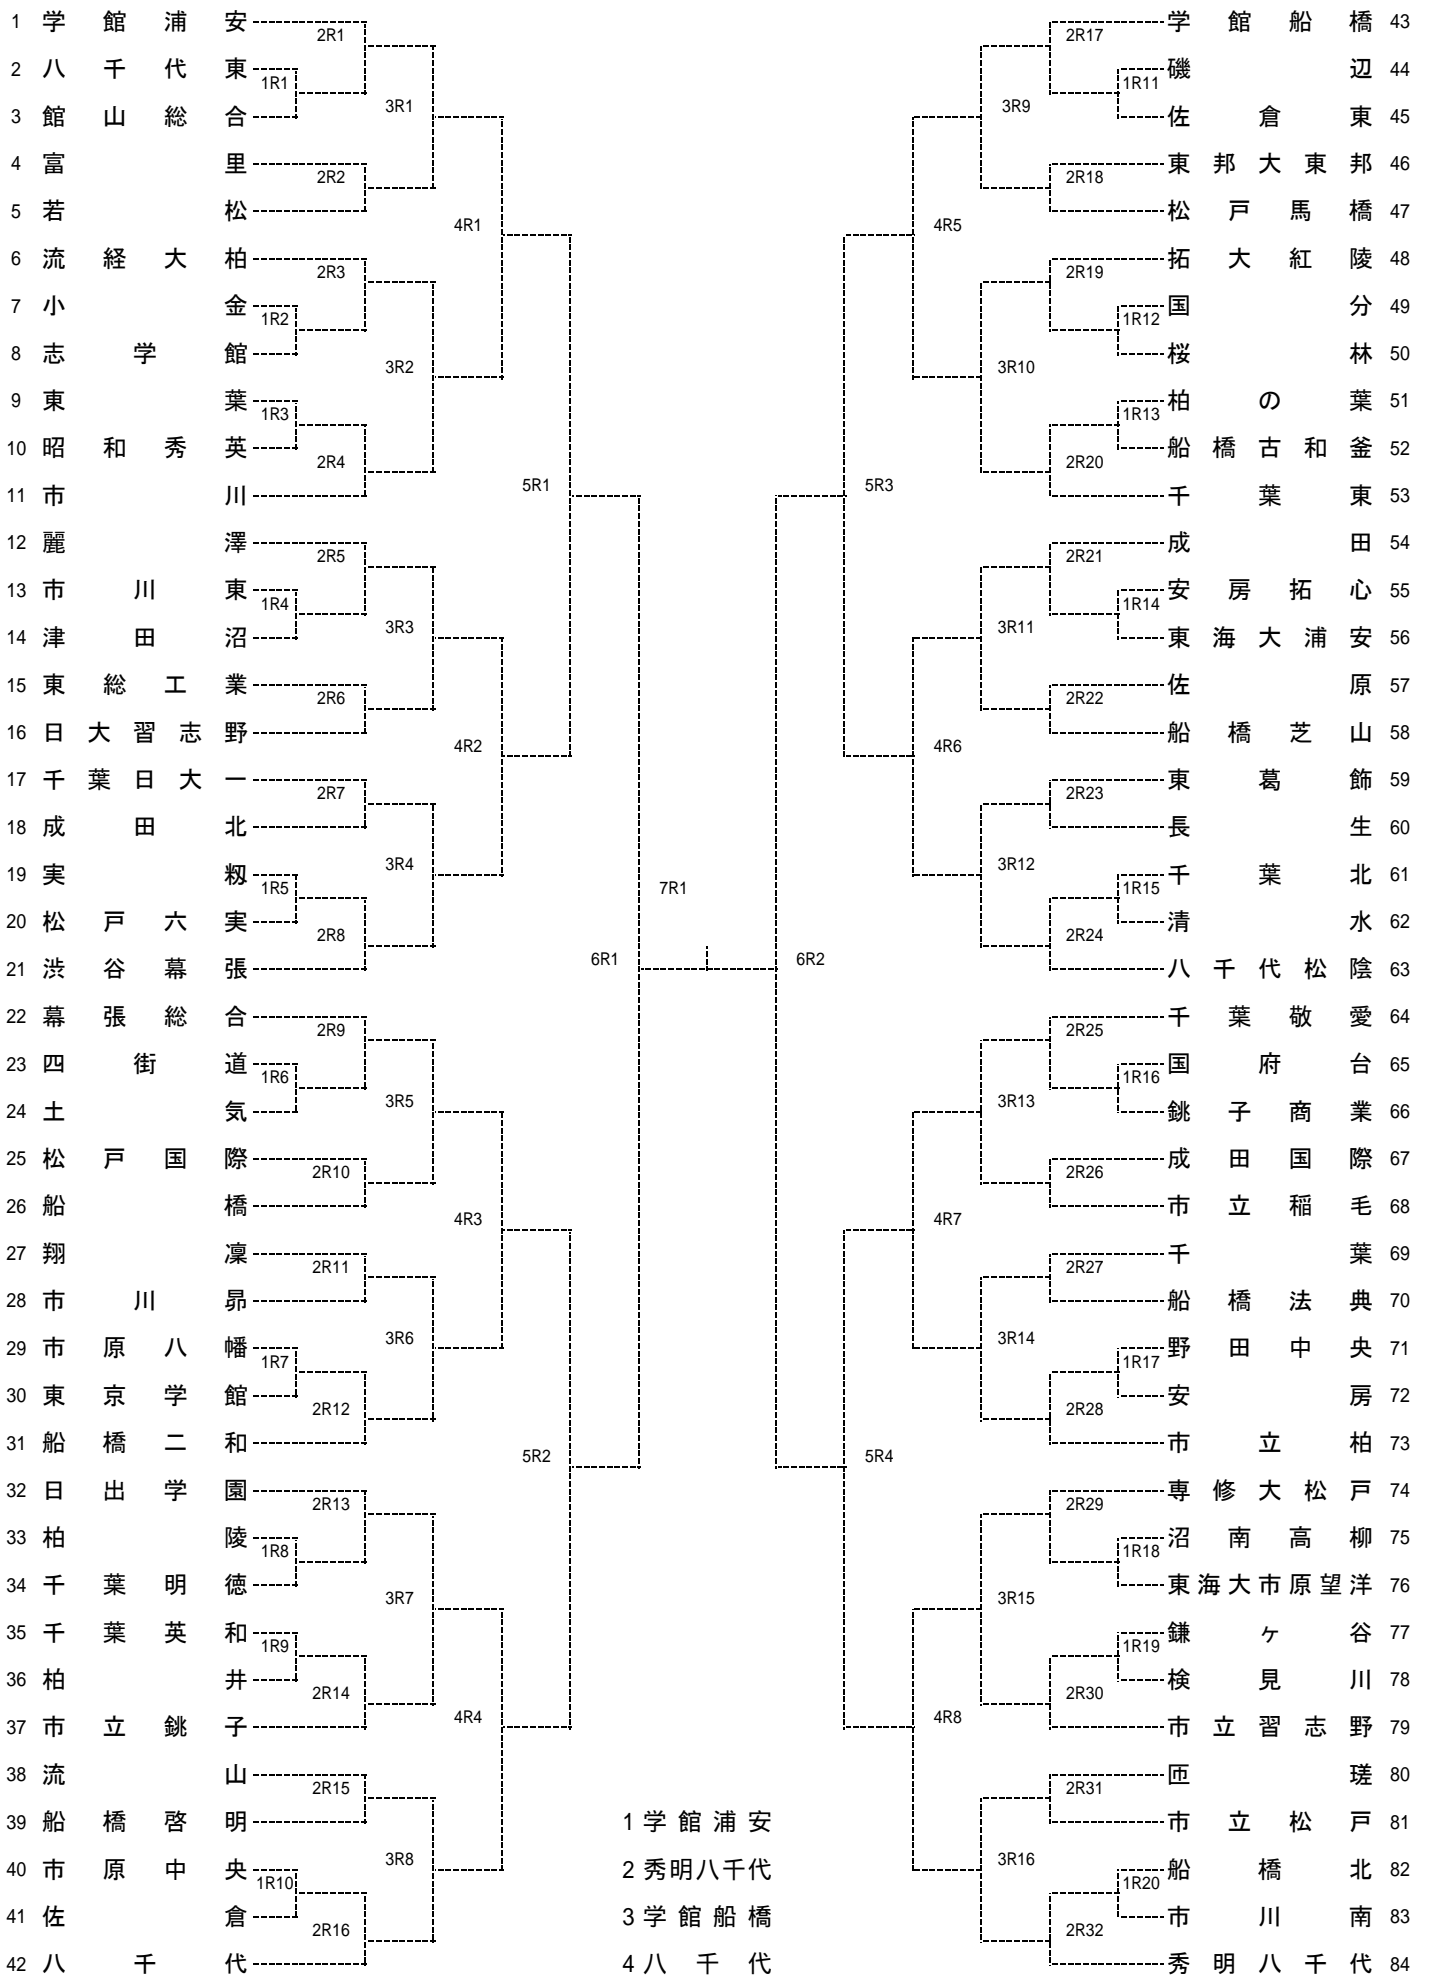 1 学館浦安
2R1
2 八千代東
1R1
3 館山総合
3R1
4 富里
2R2
5 若松
4R1
6 流経大柏
2R3
7 小金
1R2
8 志学館
3R2
9 東葉
1R3
10 昭和秀英
2R4
11 市川
5R1
12 麗澤
2R5
13 市川東
1R4
14 津田沼
3R3
15 東総工業
2R6
16 日大習志野
4R2
17 千葉日大一
2R7
18 成田北
3R4
19 実籾
1R5
20 松戸六実
2R8
21 渋谷幕張
6R1
22 幕張総合
2R9
23 四街道
1R6
24 土気
3R5
25 松戸国際
2R10
26 船橋
4R3
27 翔凜
2R11
28 市川昴
3R6
29 市原八幡
1R7
30 東京学館
2R12
31 船橋二和
5R2
32 日出学園
2R13
33 柏陵
1R8
34 千葉明徳
3R7
35 千葉英和
1R9
36 柏井
2R14
37 市立銚子
4R4
38 流山
2R15
39 船橋啓明
3R8
40 市原中央
1R10
41 佐倉
2R16
42 八千代
7R1
学館船橋 43
2R17
磯辺 44
1R11
佐倉東 45
3R9
東邦大東邦 46
2R18
松戸馬橋 47
4R5
拓大紅陵 48
2R19
国分 49
1R12
桜林 50
3R10
柏の葉 51
1R13
船橋古和釜 52
2R20
千葉東 53
5R3
成田 54
2R21
安房拓心 55
1R14
東海大浦安 56
3R11
佐原 57
2R22
船橋芝山 58
4R6
東葛飾 59
2R23
長生 60
3R12
千葉北 61
1R15
清水 62
2R24
八千代松陰 63
6R2
千葉敬愛 64
2R25
国府台 65
1R16
銚子商業 66
3R13
成田国際 67
2R26
市立稲毛 68
4R7
千葉 69
2R27
船橋法典 70
3R14
野田中央 71
1R17
安房 72
2R28
市立柏 73
5R4
専修大松戸 74
2R29
沼南高柳 75
1R18
東海大市原望洋 76
3R15
鎌ヶ谷 77
1R19
検見川 78
2R30
市立習志野 79
4R8
匝瑳 80
2R31
市立松戸 81
3R16
船橋北 82
1R20
市川南 83
2R32
秀明八千代 84
1 学館浦安
2 秀明八千代
3 学館船橋
4 八千代